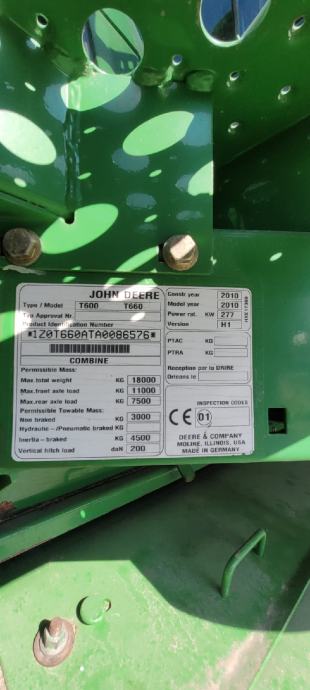 JOHN DEERE
Type / Model T600 T660
Type Approval Nr
Product Identification Number
*1Z0T660ATA0086576*
COMBINE
Permissible Mass:
Max.total weight KG 18000
Max.front axle load KG 11000
Max.rear axle load KG 7500
Permissible Towable Mass:
Non braked KG 3000
Hydraulic -/Pneumatic braked KG
Inertia - braked KG 4500
Vertical hitch load daN 200
Constr year 2010
Model year 2010
Power rat. KW 277
Version H1
PTAC KG
PTRA KG
Reception par la DRIRE
Orleans le
INSPECTION CODES
CE D1
DEERE & COMPANY
MOLINE, ILLINOIS, USA
MADE IN GERMANY